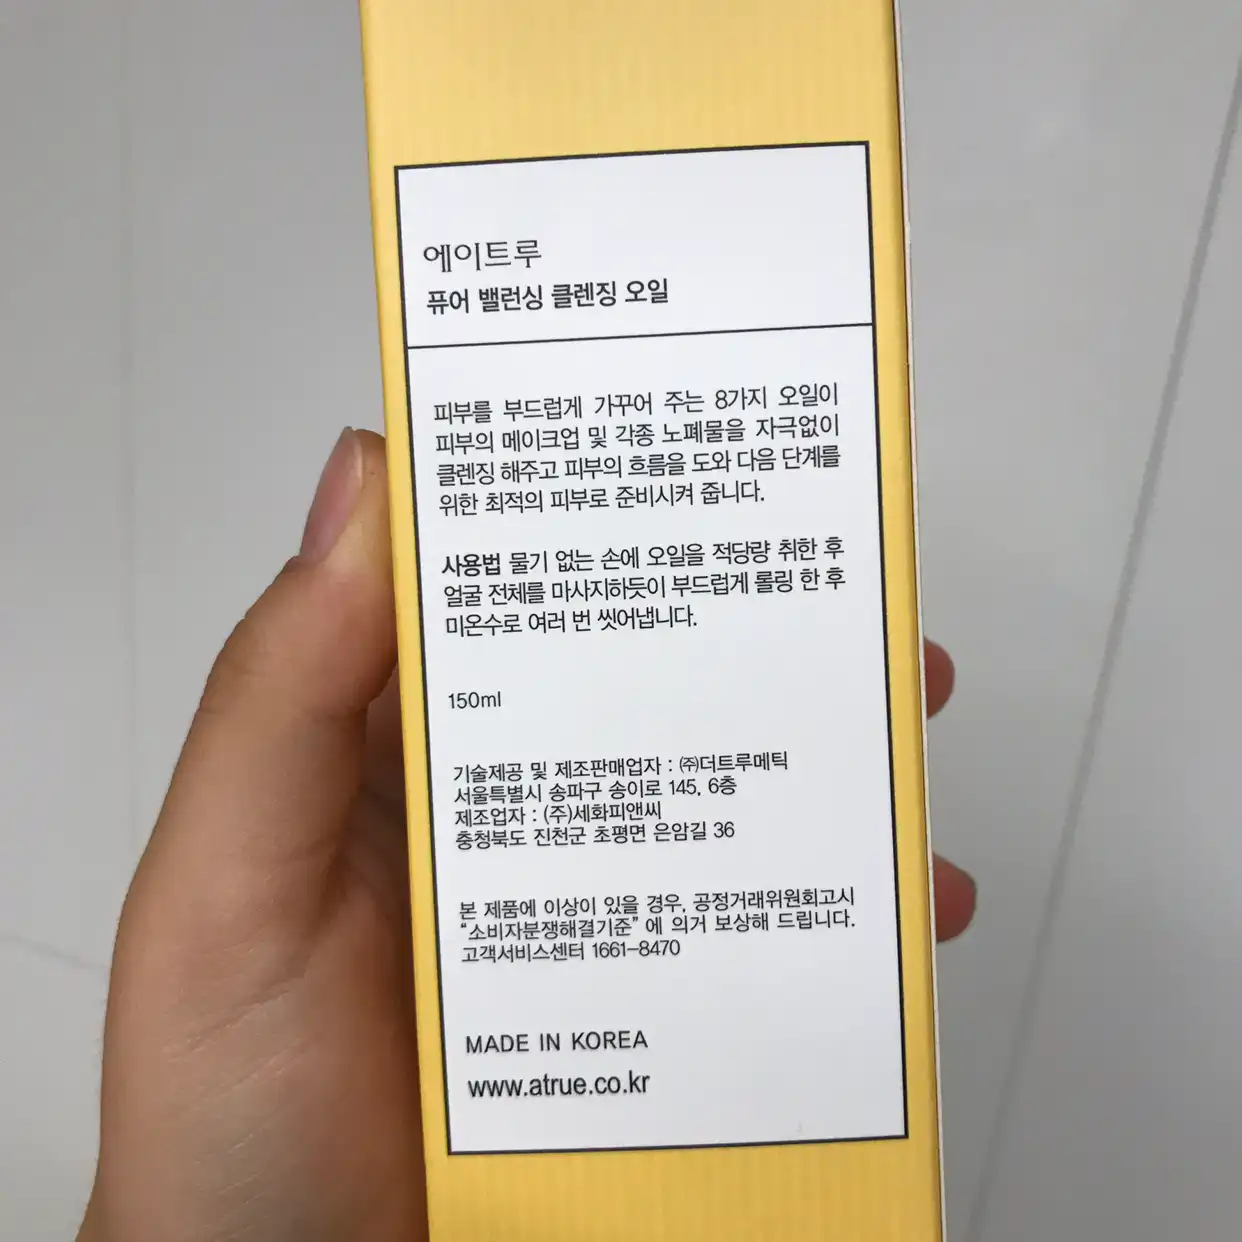 에이트루
퓨어 밸런싱 클렌징 오일
피부를 부드럽게 가꾸어 주는 8가지 오일이
피부의 메이크업 및 각종 노폐물을 자극없이
클렌징 해주고 피부의 흐름을 도와 다음 단계를
위한 최적의 피부로 준비시켜 줍니다.
사용법 물기 없는 손에 오일을 적당량 취한 후
얼굴 전체를 마사지하듯이 부드럽게 롤링 한 후
미온수로 여러 번 씻어냅니다.
150ml
기술제공 및 제조판매업자 : ㈜더트루메틱
서울특별시 송파구 송이로 145, 6층
제조업자 : (주)세화피앤씨
충청북도 진천군 초평면 은암길 36
본 제품에 이상이 있을 경우, 공정거래위원회고시
“소비자분쟁해결기준” 에 의거 보상해 드립니다.
고객서비스센터 1661-8470
MADE IN KOREA
www.atrue.co.kr